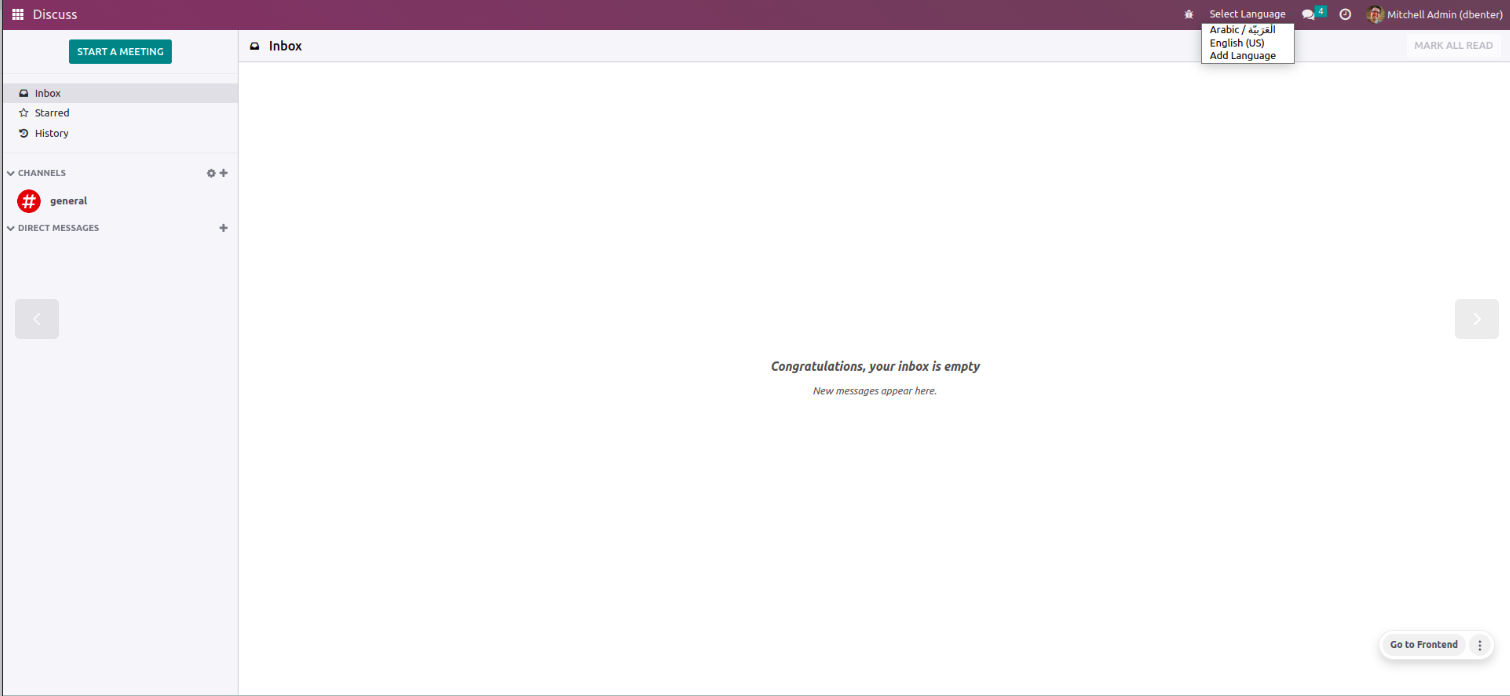 Discuss
Select Language
4
Mitchell Admin (dbenter)
Arabic / الْعَرَبيّة
English (US)
Add Language
START A MEETING
Inbox
MARK ALL READ
Inbox
Starred
History
CHANNELS
# general
DIRECT MESSAGES
Congratulations, your inbox is empty
New messages appear here.
Go to Frontend